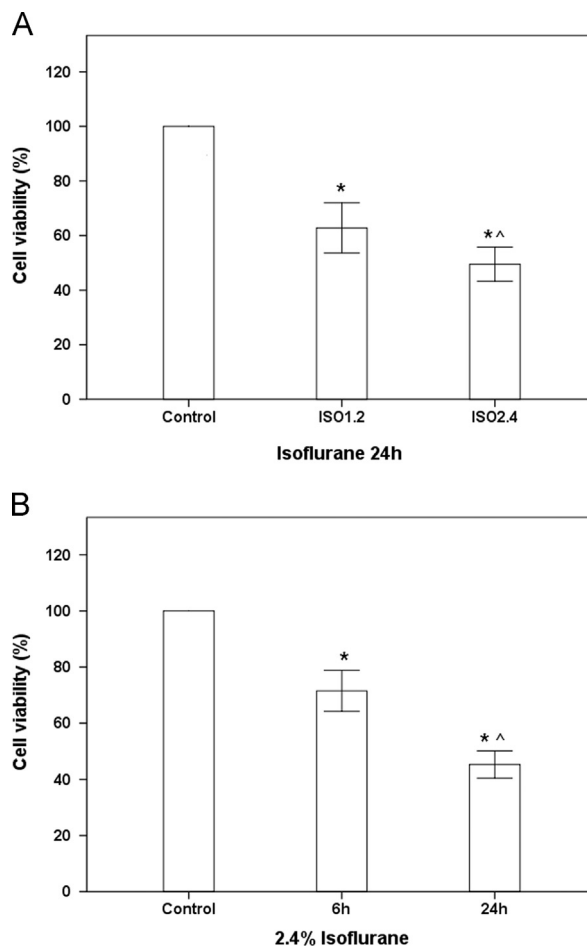 A
120
100
80
60
40
20
0
Cell viability (%)
*
* ^
Control ISO1.2 ISO2.4
Isoflurane 24h
B
120
100
80
60
40
20
0
Cell viability (%)
*
* ^
Control 6h 24h
2.4% Isoflurane